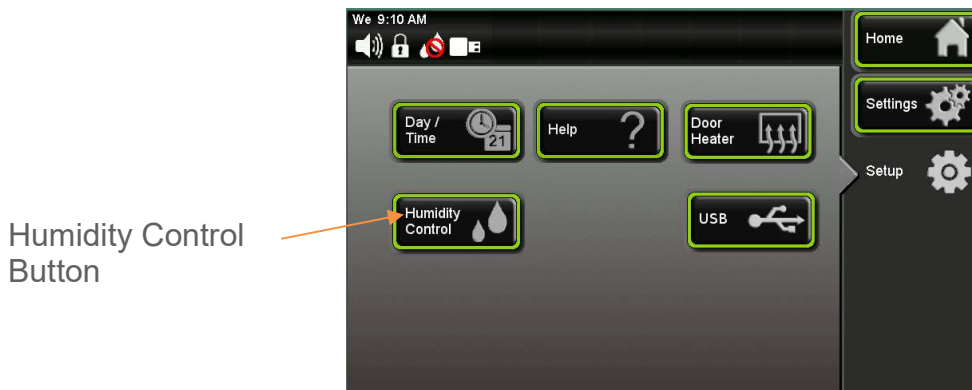 We 9:10 AM
Home
Settings
Setup
Day /
Time
21
Help
?
Door
Heater
Humidity
Control
USB
Humidity Control
Button